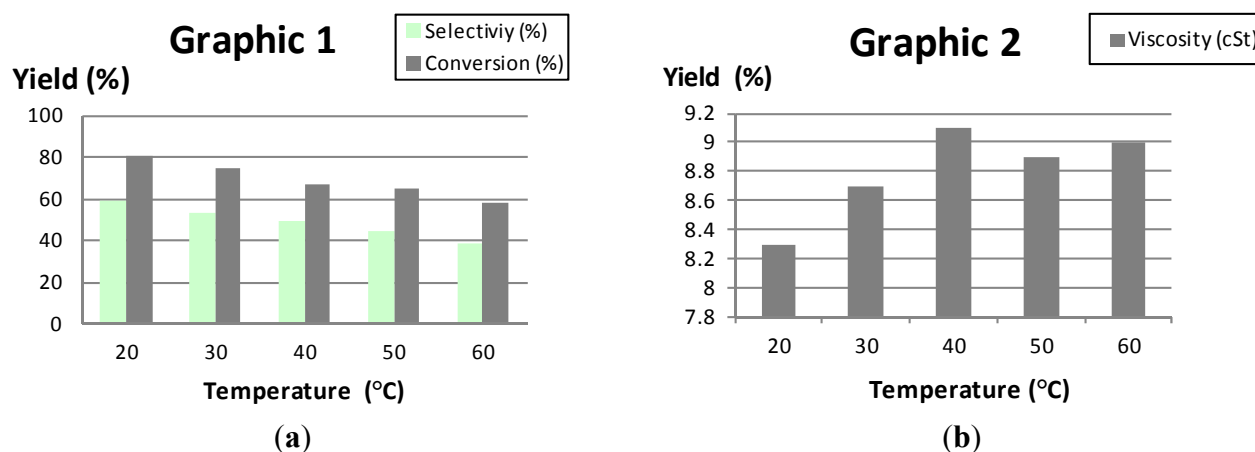 Graphic 1
Selectiviy (%)
Conversion (%)
Yield (%)
100
80
60
40
20
0
20 30 40 50 60
Temperature (°C)
(a)
Graphic 2
Viscosity (cSt)
Yield (%)
9.2
9
8.8
8.6
8.4
8.2
8
7.8
20 30 40 50 60
Temperature (°C)
(b)